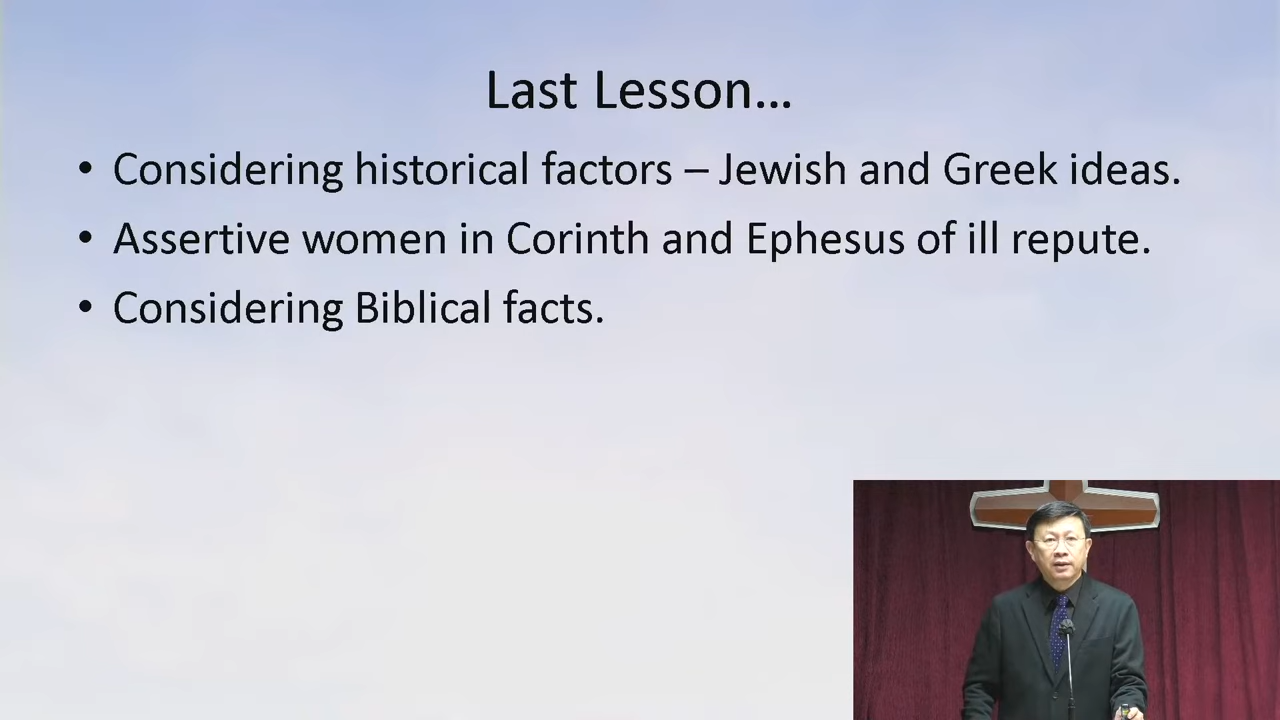 Last Lesson…
• Considering historical factors – Jewish and Greek ideas.
• Assertive women in Corinth and Ephesus of ill repute.
• Considering Biblical facts.